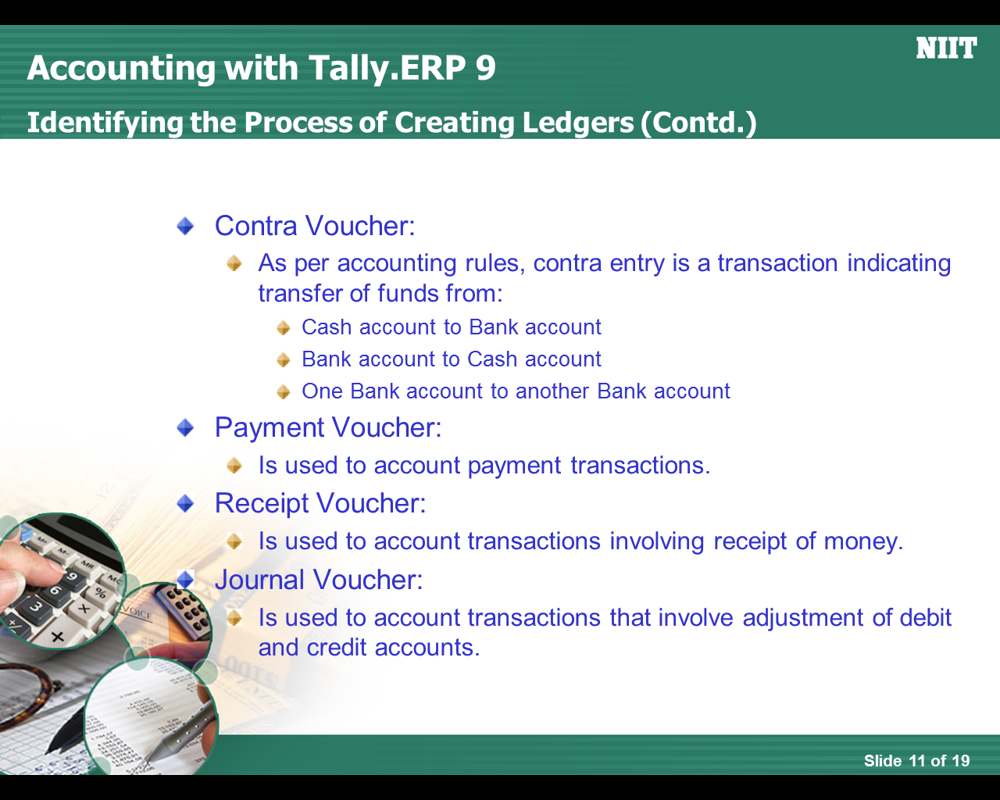 NIIT
Accounting with Tally.ERP 9
Identifying the Process of Creating Ledgers (Contd.)
Contra Voucher:
As per accounting rules, contra entry is a transaction indicating
transfer of funds from:
Cash account to Bank account
Bank account to Cash account
One Bank account to another Bank account
Payment Voucher:
Is used to account payment transactions.
Receipt Voucher:
Is used to account transactions involving receipt of money.
Journal Voucher:
Is used to account transactions that involve adjustment of debit
and credit accounts.
Slide 11 of 19